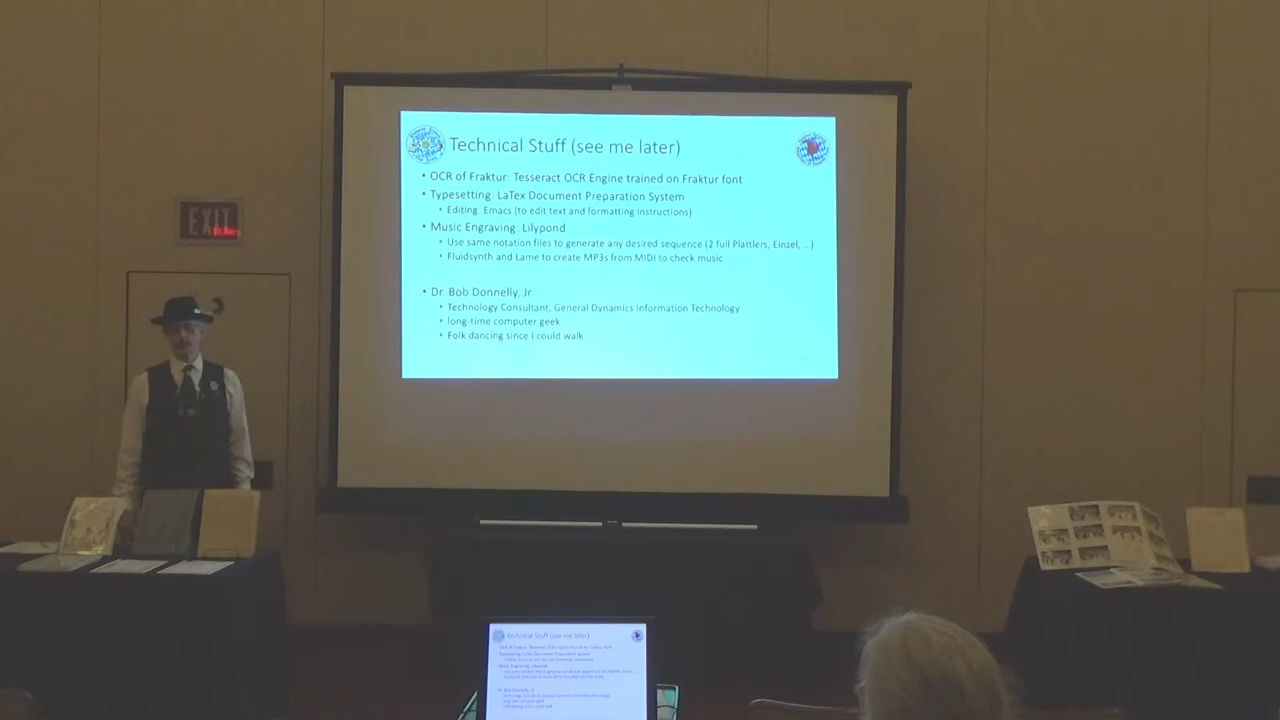 EXIT
Technical Stuff (see me later)
• OCR of Fraktur: Tesseract OCR Engine trained on Fraktur font
• Typesetting: LaTex Document Preparation System
• Editing: Emacs (to edit text and formatting instructions)
• Music Engraving: Lilypond
• Use same notation files to generate any desired sequence (2 full Plattlers, Einzel, ...)
• Fluidsynth and Lame to create MP3s from MIDI to check music
• Dr. Bob Donnelly, Jr
• Technology Consultant, General Dynamics Information Technology
• long-time computer geek
• Folk dancing since I could walk
Technical Stuff (see me later)